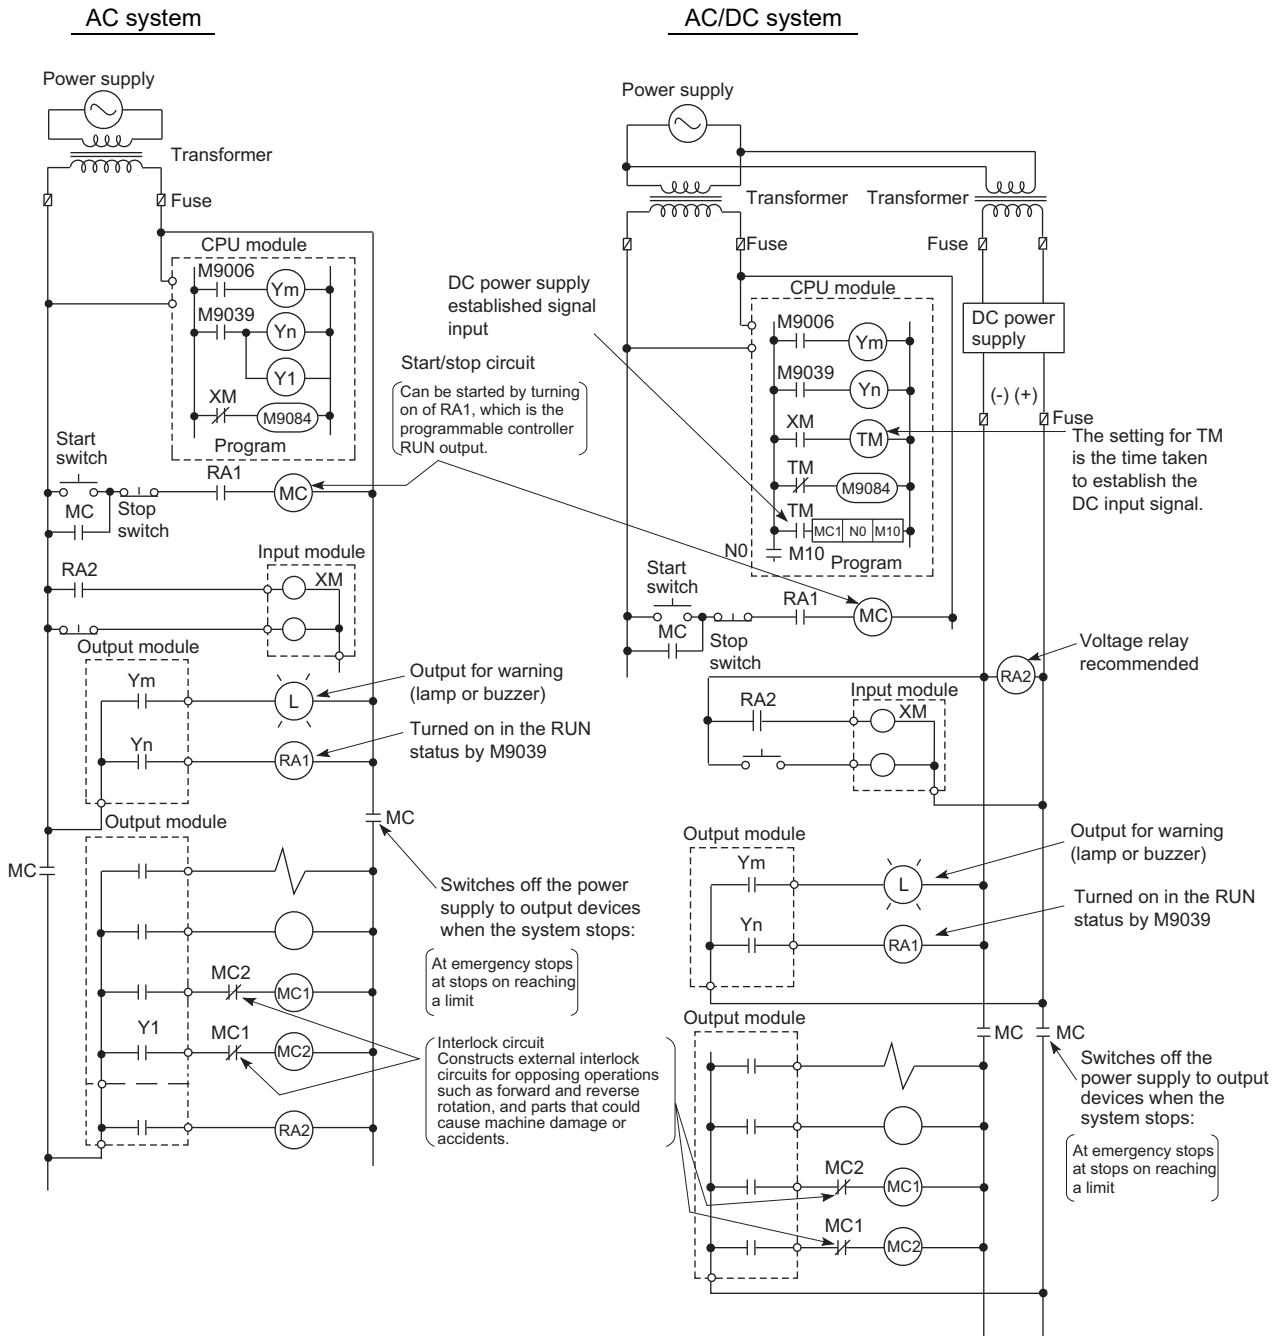 AC system
Power supply
Transformer
Fuse
CPU module
M9006
Ym
M9039
Yn
Y1
XM
M9084
Program
Start
switch
RA1
MC
MC
Stop
switch
Input module
RA2
XM
Output module
Ym
L
Yn
RA1
Output module
MC
MC
MC2
MC1
Y1
MC1
MC2
RA2
DC power supply
established signal
input
Start/stop circuit
Can be started by turning
on of RA1, which is the
programmable controller
RUN output.
Output for warning
(lamp or buzzer)
Turned on in the RUN
status by M9039
Switches off the power
supply to output devices
when the system stops:
At emergency stops
at stops on reaching
a limit
Interlock circuit
Constructs external interlock
circuits for opposing operations
such as forward and reverse
rotation, and parts that could
cause machine damage or
accidents.
AC/DC system
Power supply
Transformer
Transformer
Fuse
Fuse
CPU module
M9006
Ym
M9039
Yn
XM
TM
TM
M9084
TM
MC1 N0 M10
N0
M10
Program
DC power
supply
(-) (+)
Fuse
The setting for TM
is the time taken
to establish the
DC input signal.
Start
switch
RA1
MC
MC
Stop
switch
Voltage relay
recommended
RA2
Input module
RA2
XM
Output module
Ym
L
Output for warning
(lamp or buzzer)
Yn
RA1
Turned on in the RUN
status by M9039
Output module
MC
MC
Switches off the
power supply to output
devices when the
system stops:
At emergency stops
at stops on reaching
a limit
MC2
MC1
MC1
MC2